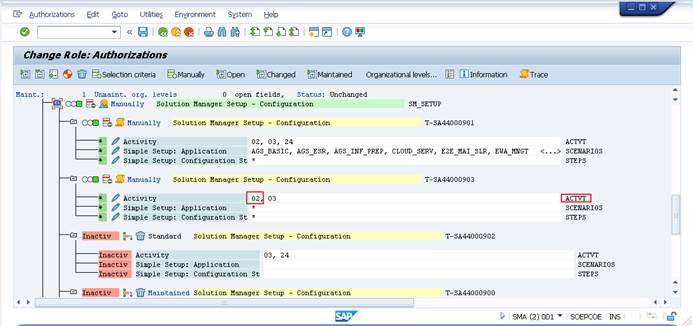 Authorizations Edit Goto Utilities Environment System Help
Change Role: Authorizations
Selection criteria Manually Open Changed Maintained Organizational levels... Information Trace
Maint.: 1 Unmaint. org. levels 0 open fields, Status: Unchanged
Manually Solution Manager Setup - Configuration SM_SETUP
Manually Solution Manager Setup - Configuration T-SA44000901
* Activity 02, 03, 24 ACTVT
* Simple Setup: Application AGS_BASIC, AGS_ESR, AGS_INF_PREP, CLOUD_SERV, E2E_MAI_SLR, EWA_MNGT <...> SCENARIOS
* Simple Setup: Configuration St * STEPS
Manually Solution Manager Setup - Configuration T-SA44000903
* Activity 02, 03 ACTVT
* Simple Setup: Application * SCENARIOS
* Simple Setup: Configuration St * STEPS
Inactiv Standard Solution Manager Setup - Configuration T-SA44000902
Inactiv Activity 03, 24 ACTVT
Inactiv Simple Setup: Application SCENARIOS
Inactiv Simple Setup: Configuration St STEPS
Inactiv Maintained Solution Manager Setup - Configuration T-SA44000900
SAP SMA (2) 001 SOEPCOE INS